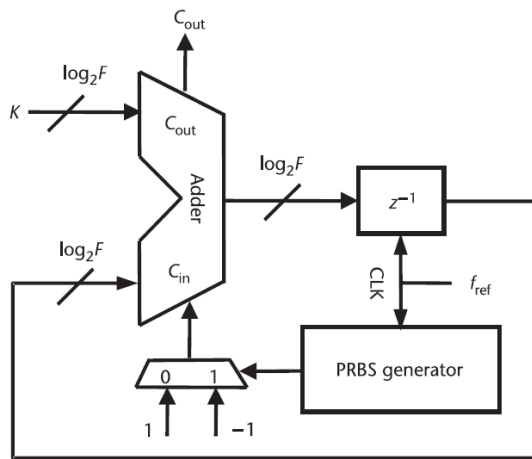 C_out
log₂F
K
C_out
Adder
log₂F
z⁻¹
log₂F
C_in
CLK
f_ref
0 1
PRBS generator
1 −1